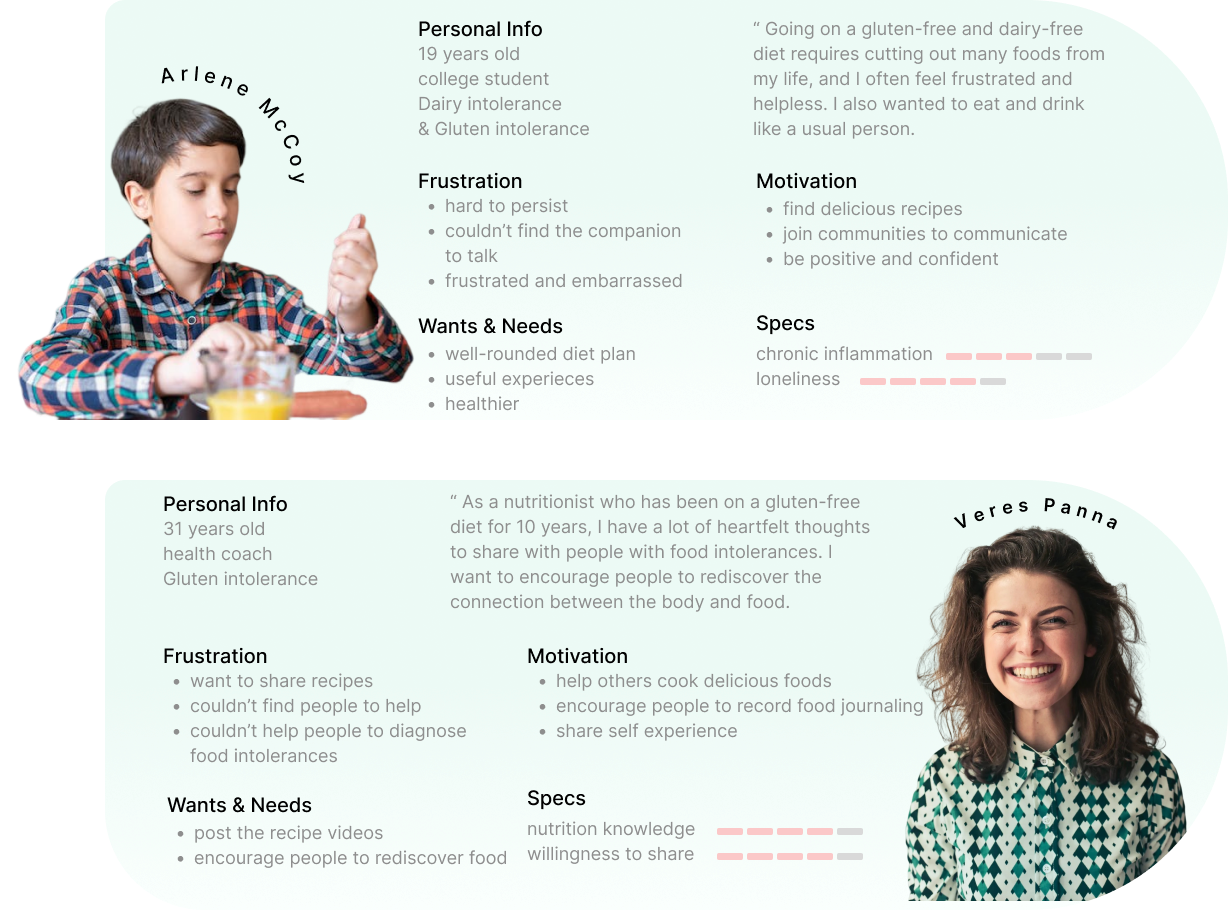 Arlene McCoy
Personal Info
19 years old
college student
Dairy intolerance
& Gluten intolerance
“ Going on a gluten-free and dairy-free
diet requires cutting out many foods from
my life, and I often feel frustrated and
helpless. I also wanted to eat and drink
like a usual person.
Frustration
• hard to persist
• couldn’t find the companion
to talk
• frustrated and embarrassed
Motivation
• find delicious recipes
• join communities to communicate
• be positive and confident
Wants & Needs
• well-rounded diet plan
• useful experieces
• healthier
Specs
chronic inflammation
loneliness
Veres Panna
Personal Info
31 years old
health coach
Gluten intolerance
“ As a nutritionist who has been on a gluten-free
diet for 10 years, I have a lot of heartfelt thoughts
to share with people with food intolerances. I
want to encourage people to rediscover the
connection between the body and food.
Frustration
• want to share recipes
• couldn’t find people to help
• couldn’t help people to diagnose
food intolerances
Motivation
• help others cook delicious foods
• encourage people to record food journaling
• share self experience
Wants & Needs
• post the recipe videos
• encourage people to rediscover food
Specs
nutrition knowledge
willingness to share